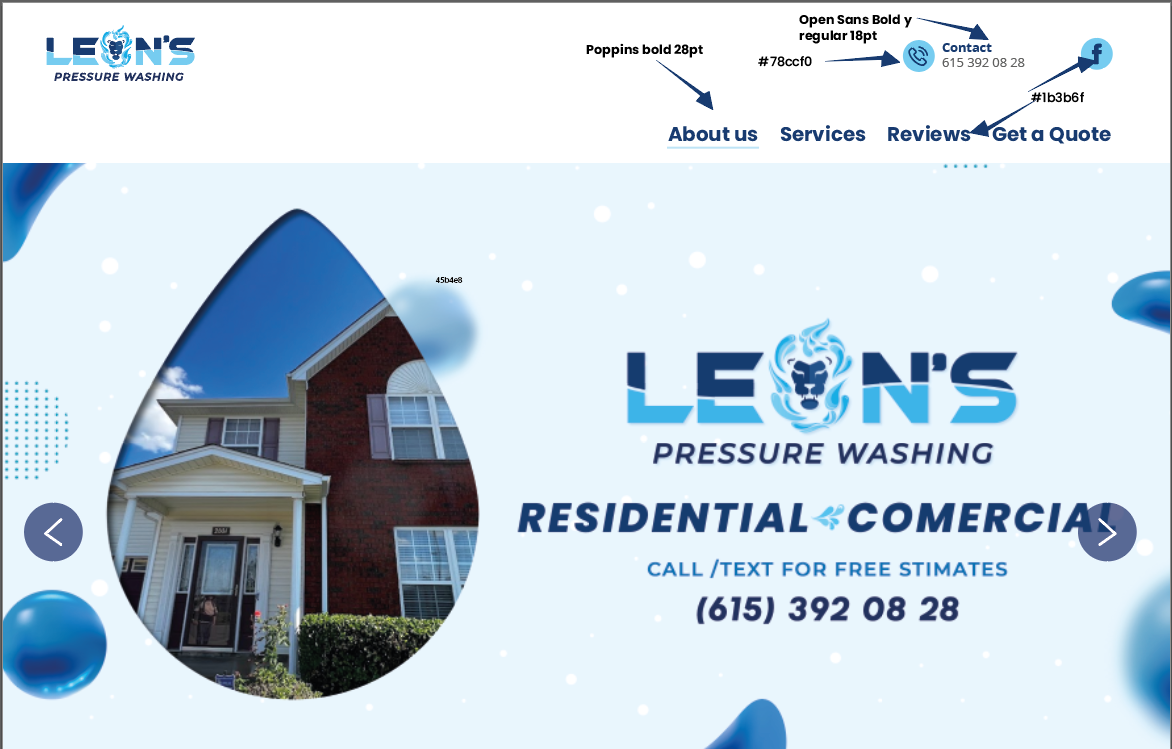 LEON'S
PRESSURE WASHING
Open Sans Bold y
regular 18pt
Poppins bold 28pt
#78ccf0
Contact
615 392 08 28
f
#1b3b6f
About us Services Reviews Get a Quote
45b4e8
LEON'S
PRESSURE WASHING
RESIDENTIAL COMERCIAL
CALL /TEXT FOR FREE STIMATES
(615) 392 08 28